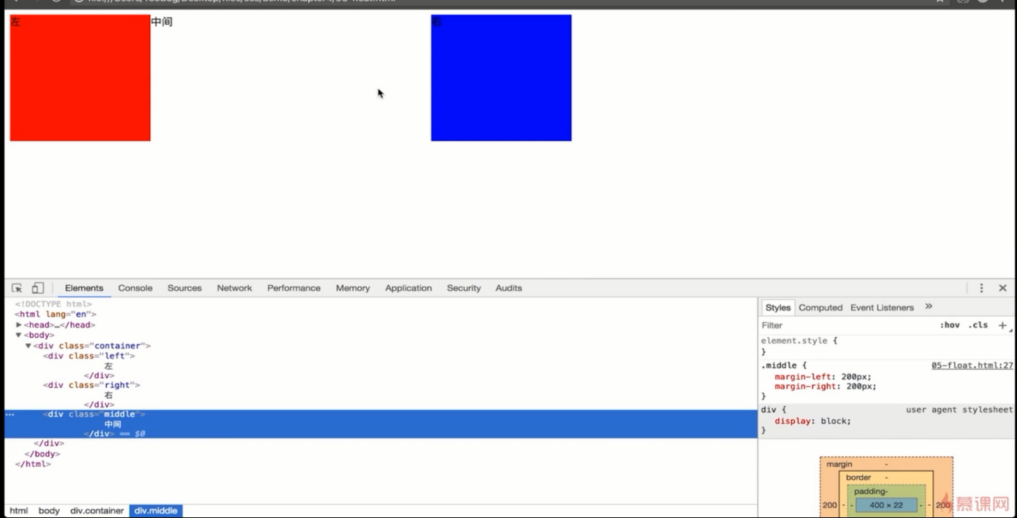 左
中间
右
Elements Console Sources Network Performance Memory Application Security Audits
<!DOCTYPE html>
<html lang="en">
<head>…</head>
<body>
<div class="container">
<div class="left">
左
</div>
<div class="right">
右
</div>
<div class="middle">
中间
</div> == $0
</div>
</body>
</html>
html body div.container div.middle
Styles Computed Event Listeners »
Filter :hov .cls +
element.style {
}
.middle { 05-float.html:27
margin-left: 200px;
margin-right: 200px;
}
div { user agent stylesheet
display: block;
}
margin -
border -
padding-
200 - - 400 × 22 - - 200
慕课网